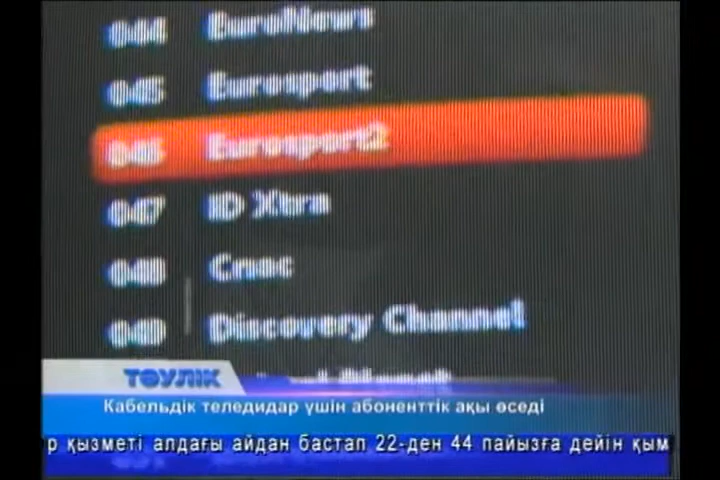 044 EuroNews
045 Eurosport
046 Eurosport2
047 ID Xtra
048 Спас
049 Discovery Channel
ТӘУЛІК
Кабельдік теледидар үшін абоненттік ақы өседі
р қызметі алдағы айдан бастап 22-ден 44 пайызға дейін қым